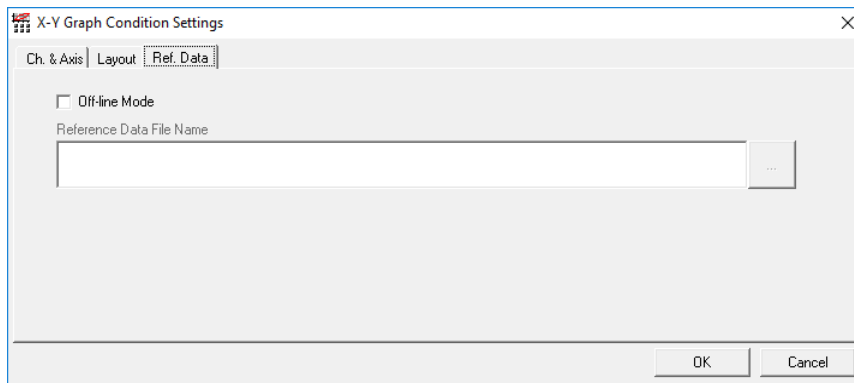 X-Y Graph Condition Settings
Ch. & Axis Layout Ref. Data
Off-line Mode
Reference Data File Name
...
OK Cancel